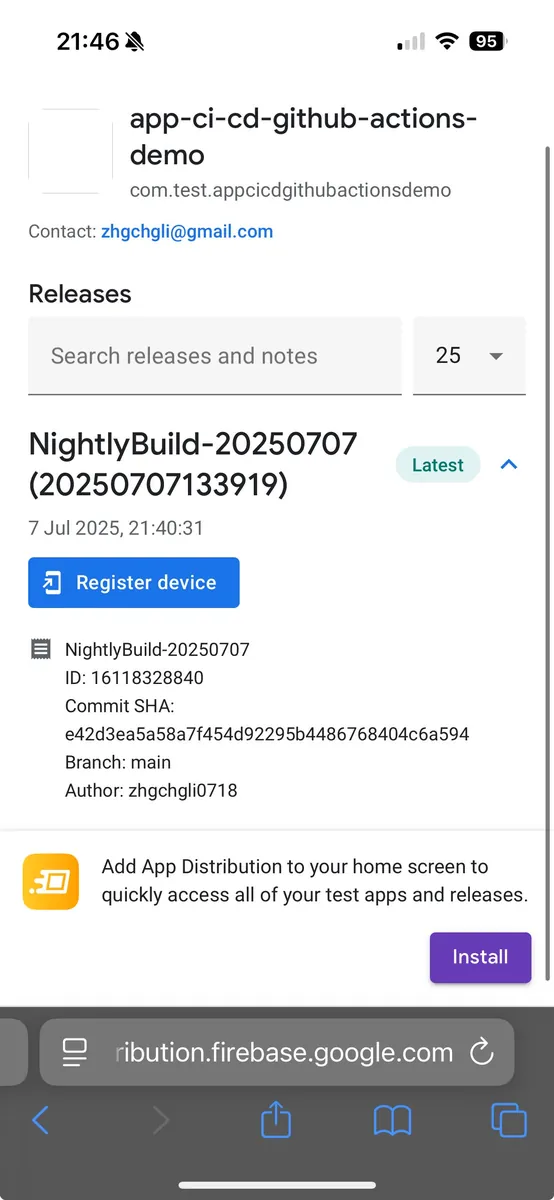 21:46
95
app-ci-cd-github-actions-
demo
com.test.appcicdgithubactionsdemo
Contact: zhgchgli@gmail.com
Releases
Search releases and notes
25
NightlyBuild-20250707
(20250707133919)
Latest
7 Jul 2025, 21:40:31
Register device
NightlyBuild-20250707
ID: 16118328840
Commit SHA:
e42d3ea5a58a7f454d92295b4486768404c6a594
Branch: main
Author: zhgchgli0718
Add App Distribution to your home screen to
quickly access all of your test apps and releases.
Install
ribution.firebase.google.com